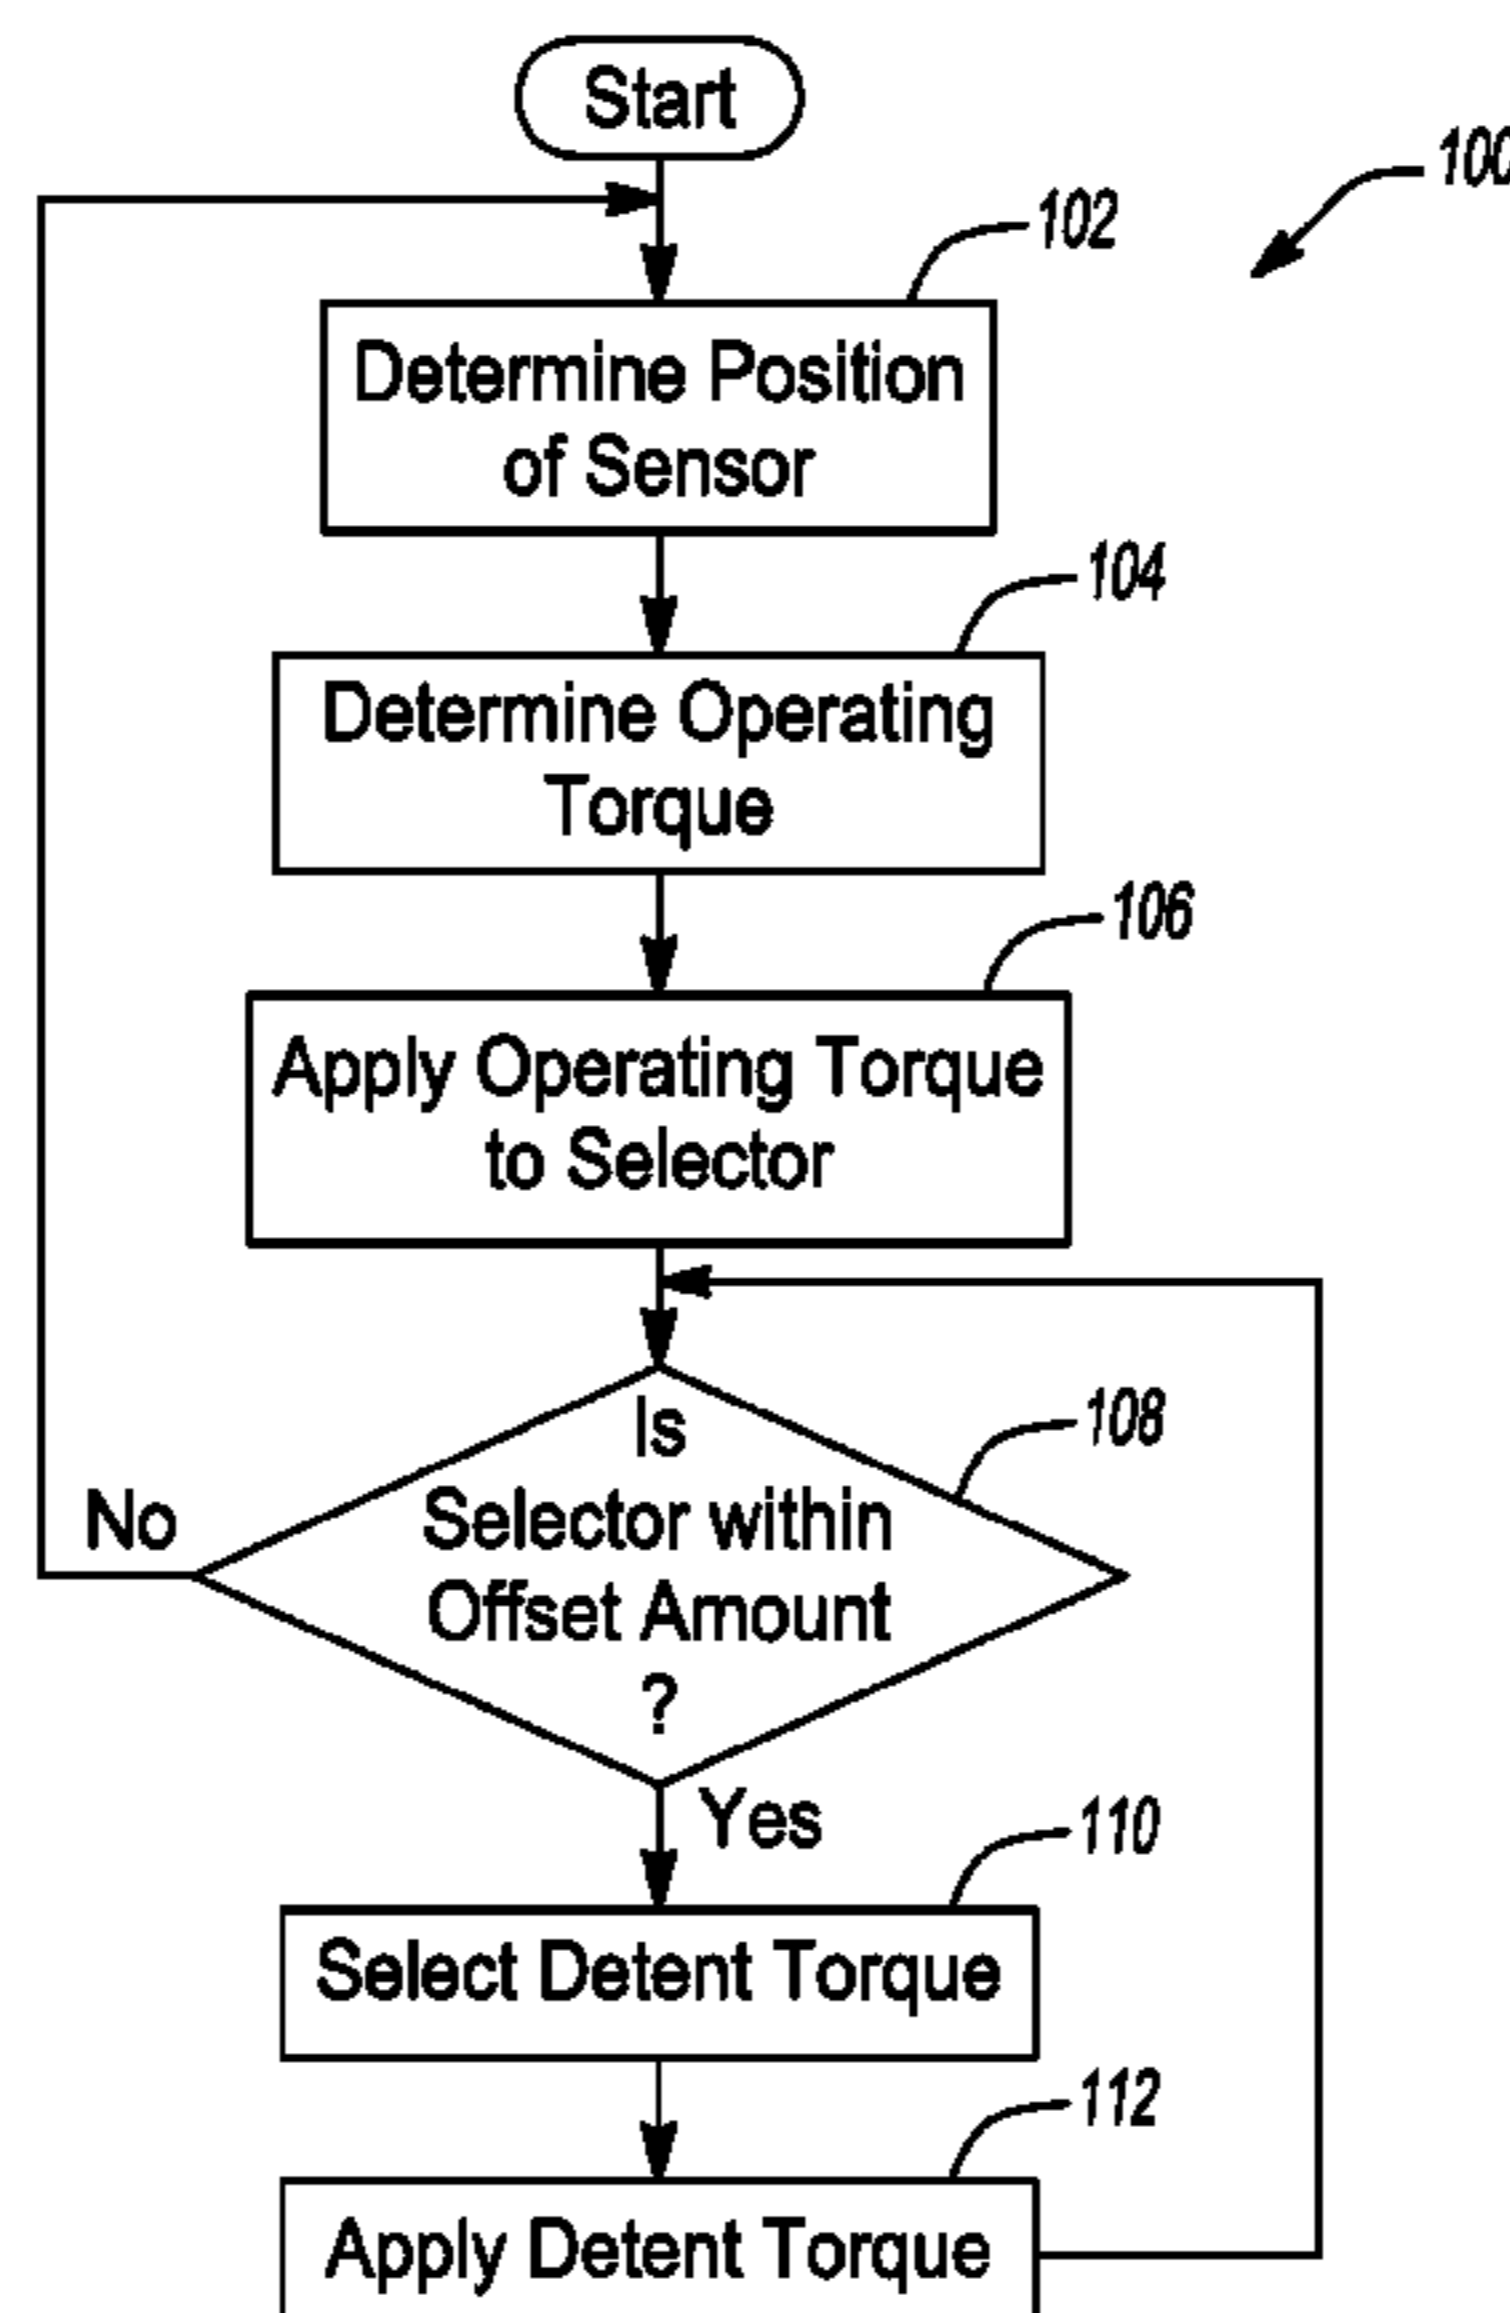 Start
100
102
Determine Position
of Sensor
104
Determine Operating
Torque
106
Apply Operating Torque
to Selector
108
Is
Selector within
Offset Amount
?
No
Yes
110
Select Detent Torque
112
Apply Detent Torque